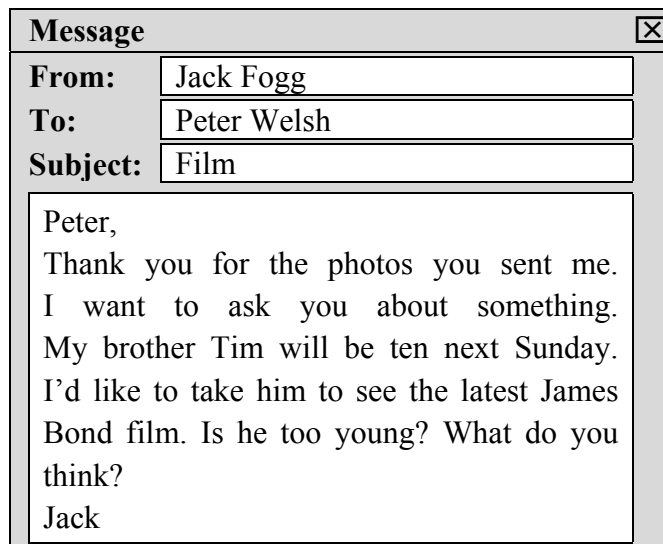 Message
From: Jack Fogg
To: Peter Welsh
Subject: Film
Peter,
Thank you for the photos you sent me.
I want to ask you about something.
My brother Tim will be ten next Sunday.
I'd like to take him to see the latest James
Bond film. Is he too young? What do you
think?
Jack